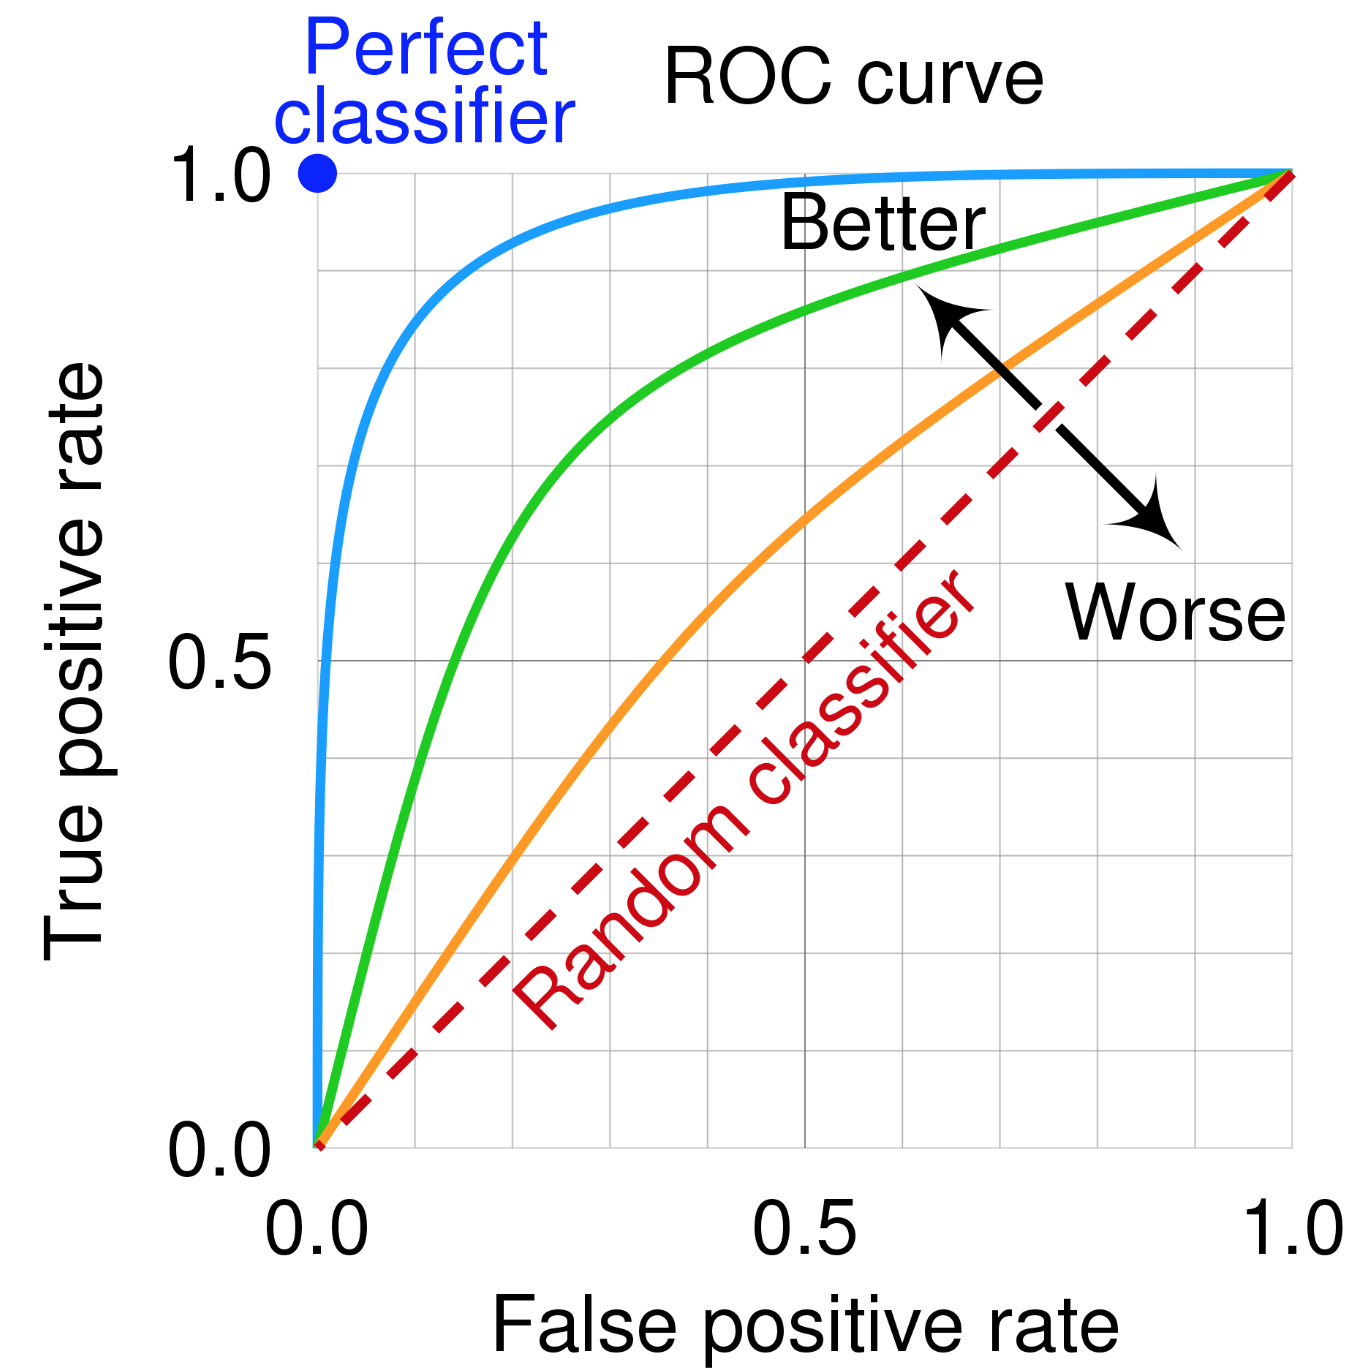 Perfect
classifier
ROC curve
1.0
Better
True positive rate
0.5
Worse
Random classifier
0.0
0.0
0.5
1.0
False positive rate